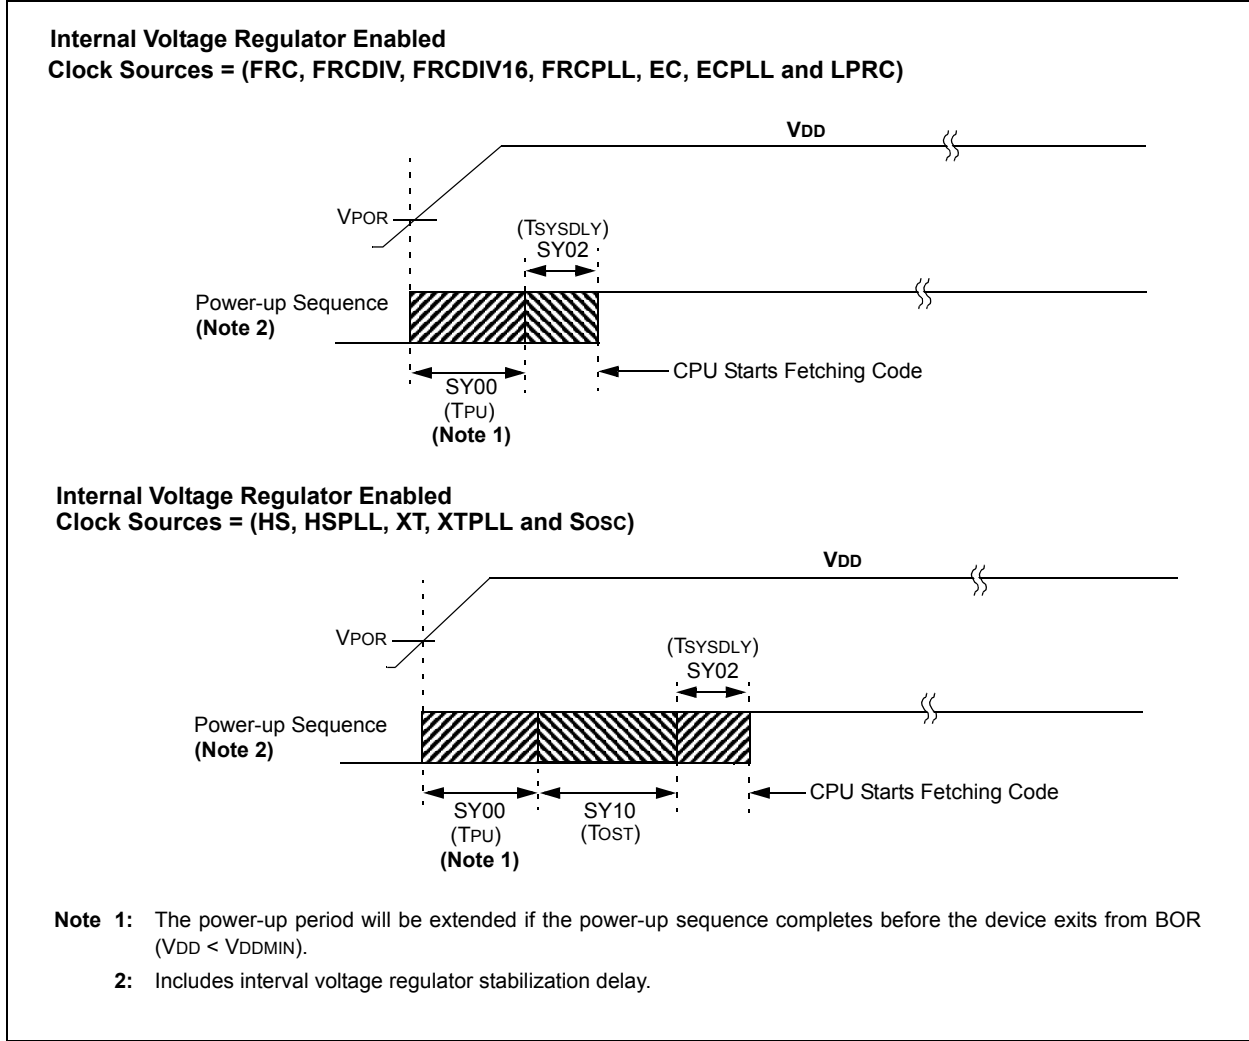 Internal Voltage Regulator Enabled
Clock Sources = (FRC, FRCDIV, FRCDIV16, FRCPLL, EC, ECPLL and LPRC)
VDD
VPOR
(TSYSDLY)
SY02
Power-up Sequence
(Note 2)
CPU Starts Fetching Code
SY00
(TPU)
(Note 1)
Internal Voltage Regulator Enabled
Clock Sources = (HS, HSPLL, XT, XTPLL and SOSC)
VDD
VPOR
(TSYSDLY)
SY02
Power-up Sequence
(Note 2)
CPU Starts Fetching Code
SY00
(TPU)
(Note 1)
SY10
(TOST)
Note 1: The power-up period will be extended if the power-up sequence completes before the device exits from BOR
(VDD < VDDMIN).
2: Includes interval voltage regulator stabilization delay.